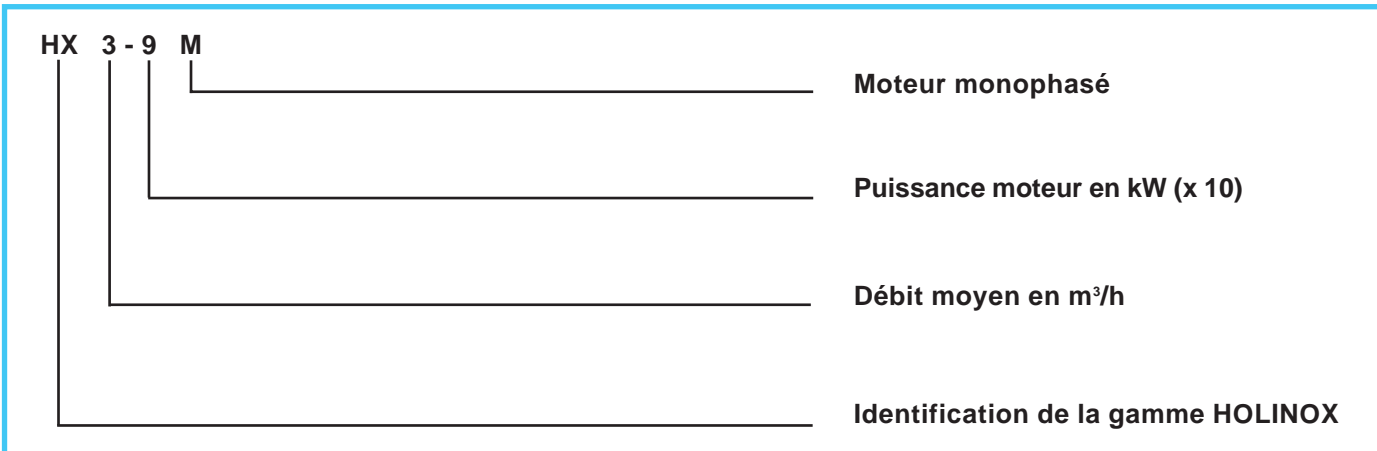 HX 3 - 9 M
Moteur monophasé
Puissance moteur en kW (x 10)
Débit moyen en m³/h
Identification de la gamme HOLINOX